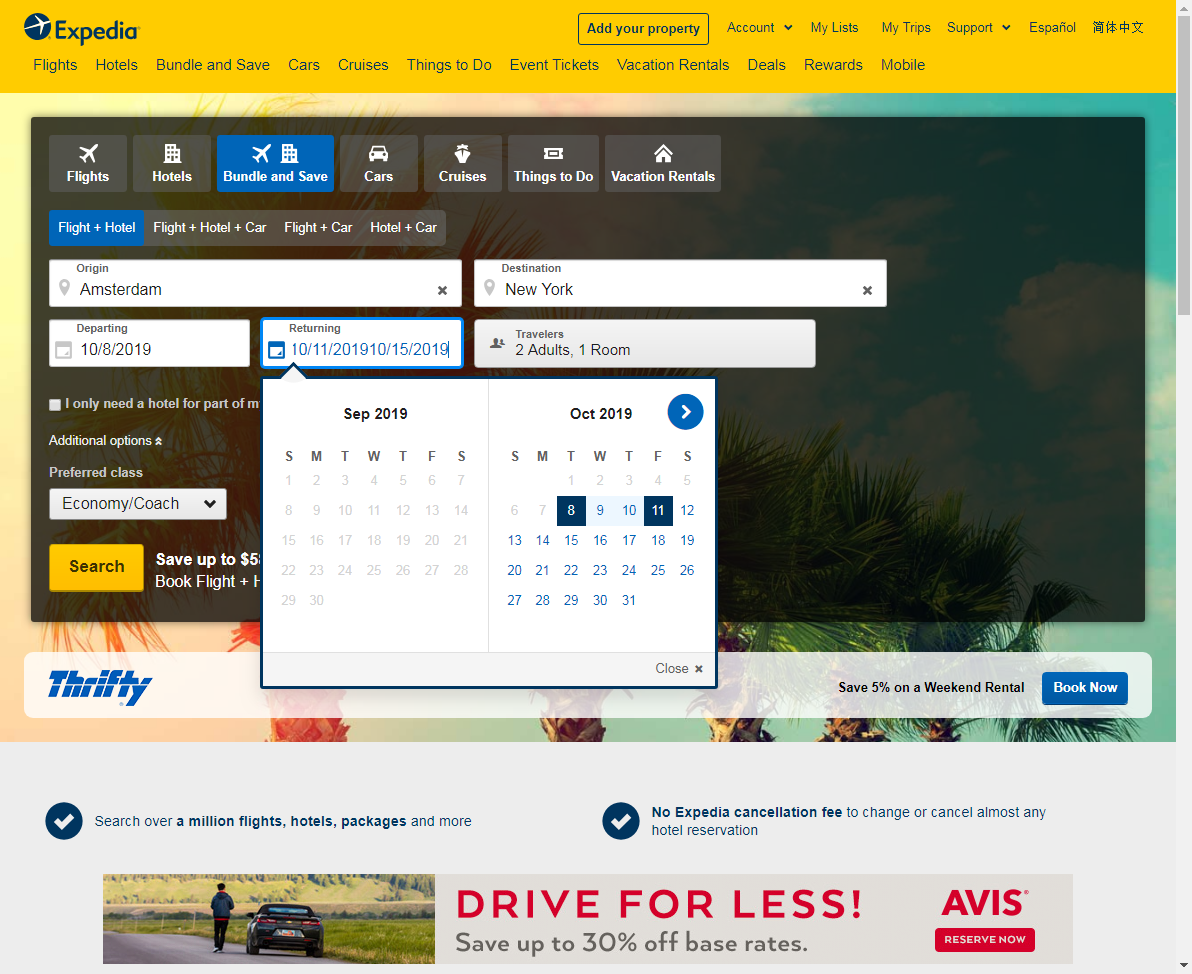 Expedia
Add your property
Account
My Lists
My Trips
Support
Español
简体中文
Flights
Hotels
Bundle and Save
Cars
Cruises
Things to Do
Event Tickets
Vacation Rentals
Deals
Rewards
Mobile
Flights
Hotels
Bundle and Save
Cars
Cruises
Things to Do
Vacation Rentals
Flight + Hotel
Flight + Hotel + Car
Flight + Car
Hotel + Car
Origin
Amsterdam
Destination
New York
Departing
10/8/2019
Returning
10/11/201910/15/2019
Travelers
2 Adults, 1 Room
I only need a hotel for part of m
Additional options
Preferred class
Economy/Coach
Search
Save up to $5
Book Flight + H
Sep 2019
S M T W T F S
1 2 3 4 5 6 7
8 9 10 11 12 13 14
15 16 17 18 19 20 21
22 23 24 25 26 27 28
29 30
Oct 2019
S M T W T F S
1 2 3 4 5
6 7 8 9 10 11 12
13 14 15 16 17 18 19
20 21 22 23 24 25 26
27 28 29 30 31
Close
Thrifty
Save 5% on a Weekend Rental
Book Now
Search over a million flights, hotels, packages and more
No Expedia cancellation fee to change or cancel almost any
hotel reservation
DRIVE FOR LESS!
Save up to 30% off base rates.
AVIS®
RESERVE NOW